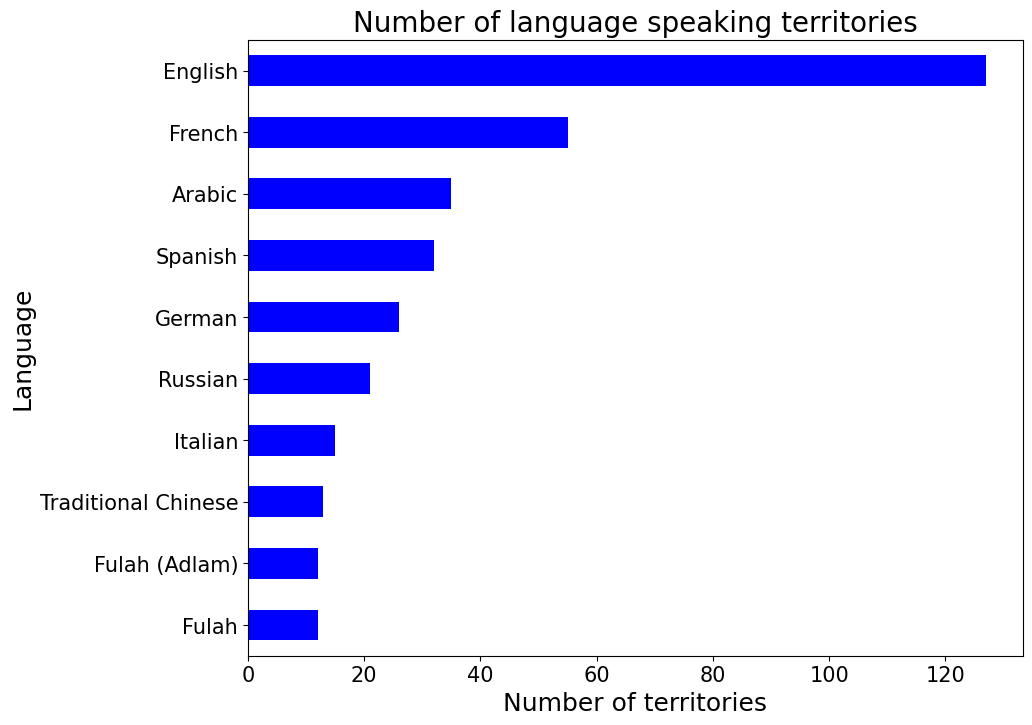 Number of language speaking territories
Language
English
French
Arabic
Spanish
German
Russian
Italian
Traditional Chinese
Fulah (Adlam)
Fulah
0 20 40 60 80 100 120
Number of territories